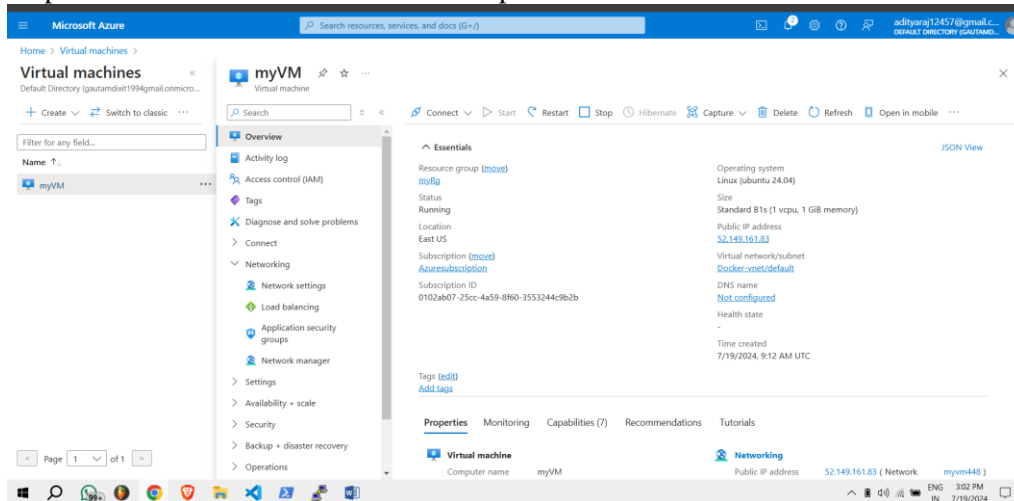 Microsoft Azure
Search resources, services, and docs (G+/)
adityaraj12457@gmail.c...
DEFAULT DIRECTORY (GAUTAMD...
Home > Virtual machines >
Virtual machines
Default Directory (gautamdixit1994gmail.onmicro...
+ Create Switch to classic ...
Filter for any field...
Name ↑↓
myVM ...
Page 1 of 1
myVM
Virtual machine
Search
Overview
Activity log
Access control (IAM)
Tags
Diagnose and solve problems
Connect
Networking
Network settings
Load balancing
Application security
groups
Network manager
Settings
Availability + scale
Security
Backup + disaster recovery
Operations
Connect Start Restart Stop Hibernate Capture Delete Refresh Open in mobile ...
Essentials
JSON View
Resource group (move)
myRg
Status
Running
Location
East US
Subscription (move)
Azuresubscription
Subscription ID
0102ab07-25cc-4a59-8f60-3553244c9b2b
Operating system
Linux (ubuntu 24.04)
Size
Standard B1s (1 vcpu, 1 GiB memory)
Public IP address
52.149.161.83
Virtual network/subnet
Docker-vnet/default
DNS name
Not configured
Health state
-
Time created
7/19/2024, 9:12 AM UTC
Tags (edit)
Add tags
Properties Monitoring Capabilities (7) Recommendations Tutorials
Virtual machine
Computer name myVM
Networking
Public IP address 52.149.161.83 ( Network myvm448 )
99+
ENG
IN
3:02 PM
7/19/2024